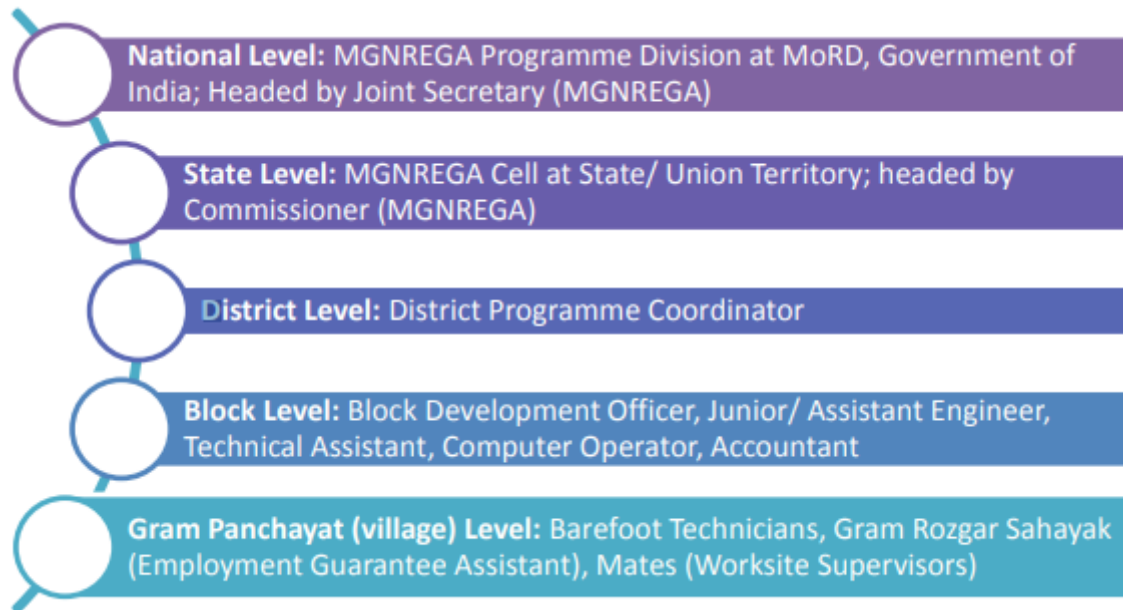 National Level: MGNREGA Programme Division at MoRD, Government of
India; Headed by Joint Secretary (MGNREGA)
State Level: MGNREGA Cell at State/ Union Territory; headed by
Commissioner (MGNREGA)
District Level: District Programme Coordinator
Block Level: Block Development Officer, Junior/ Assistant Engineer,
Technical Assistant, Computer Operator, Accountant
Gram Panchayat (village) Level: Barefoot Technicians, Gram Rozgar Sahayak
(Employment Guarantee Assistant), Mates (Worksite Supervisors)